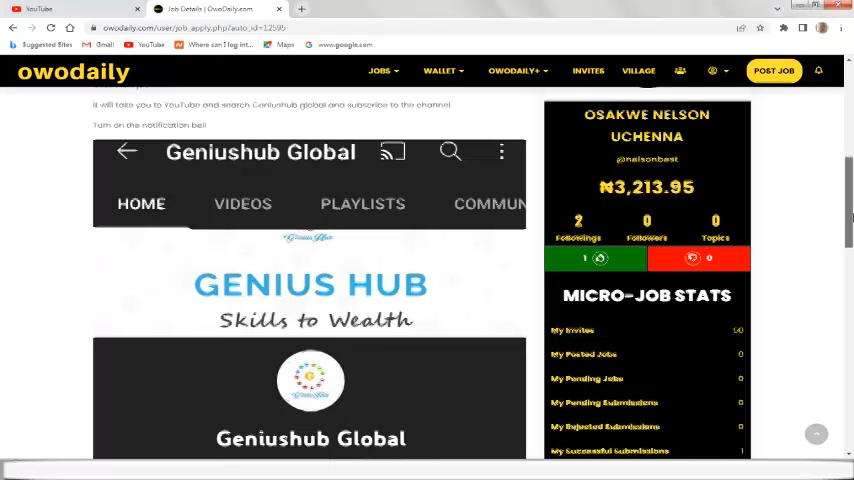 YouTube
Job Details | OwoDaily.com
owodaily.com/user/job_apply.php/auto_id=12595
Suggested Sites
Gmail
YouTube
Where can I log int...
Maps
www.google.com
owodaily
JOBS
WALLET
OWODAILY+
INVITES
VILLAGE
POST JOB
It will take you to YouTube and search Geniushub global and subscribe to the channel
Turn on the notification bell
Geniushub Global
HOME
VIDEOS
PLAYLISTS
COMMUN
Genius Hub
GENIUS HUB
Skills to Wealth
Geniushub Global
OSAKWE NELSON
UCHENNA
@nelsonbest
₦3,213.95
2
0
0
Followings
Followers
Topics
1
0
MICRO-JOB STATS
My Invites
50
My Posted Jobs
0
My Pending Jobs
0
My Pending Submissions
0
My Rejected Submissions
0
My Successful Submissions
1